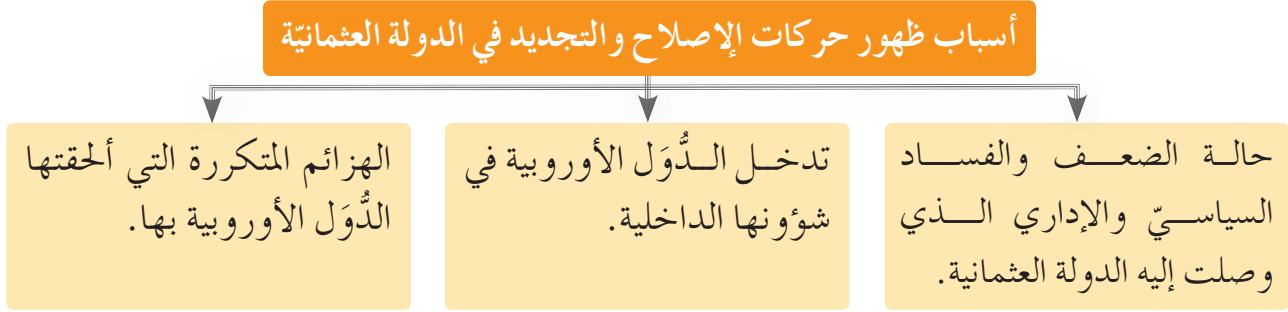 أسباب ظهور حركات الإصلاح والتجديد في الدولة العثمانيّة
حالة الضعف والفساد
السياسيّ والإداري الذي
وصلت إليه الدولة العثمانية.
تدخل الدُّوَل الأوروبية في
شؤونها الداخلية.
الهزائم المتكررة التي ألحقتها
الدُّوَل الأوروبية بها.